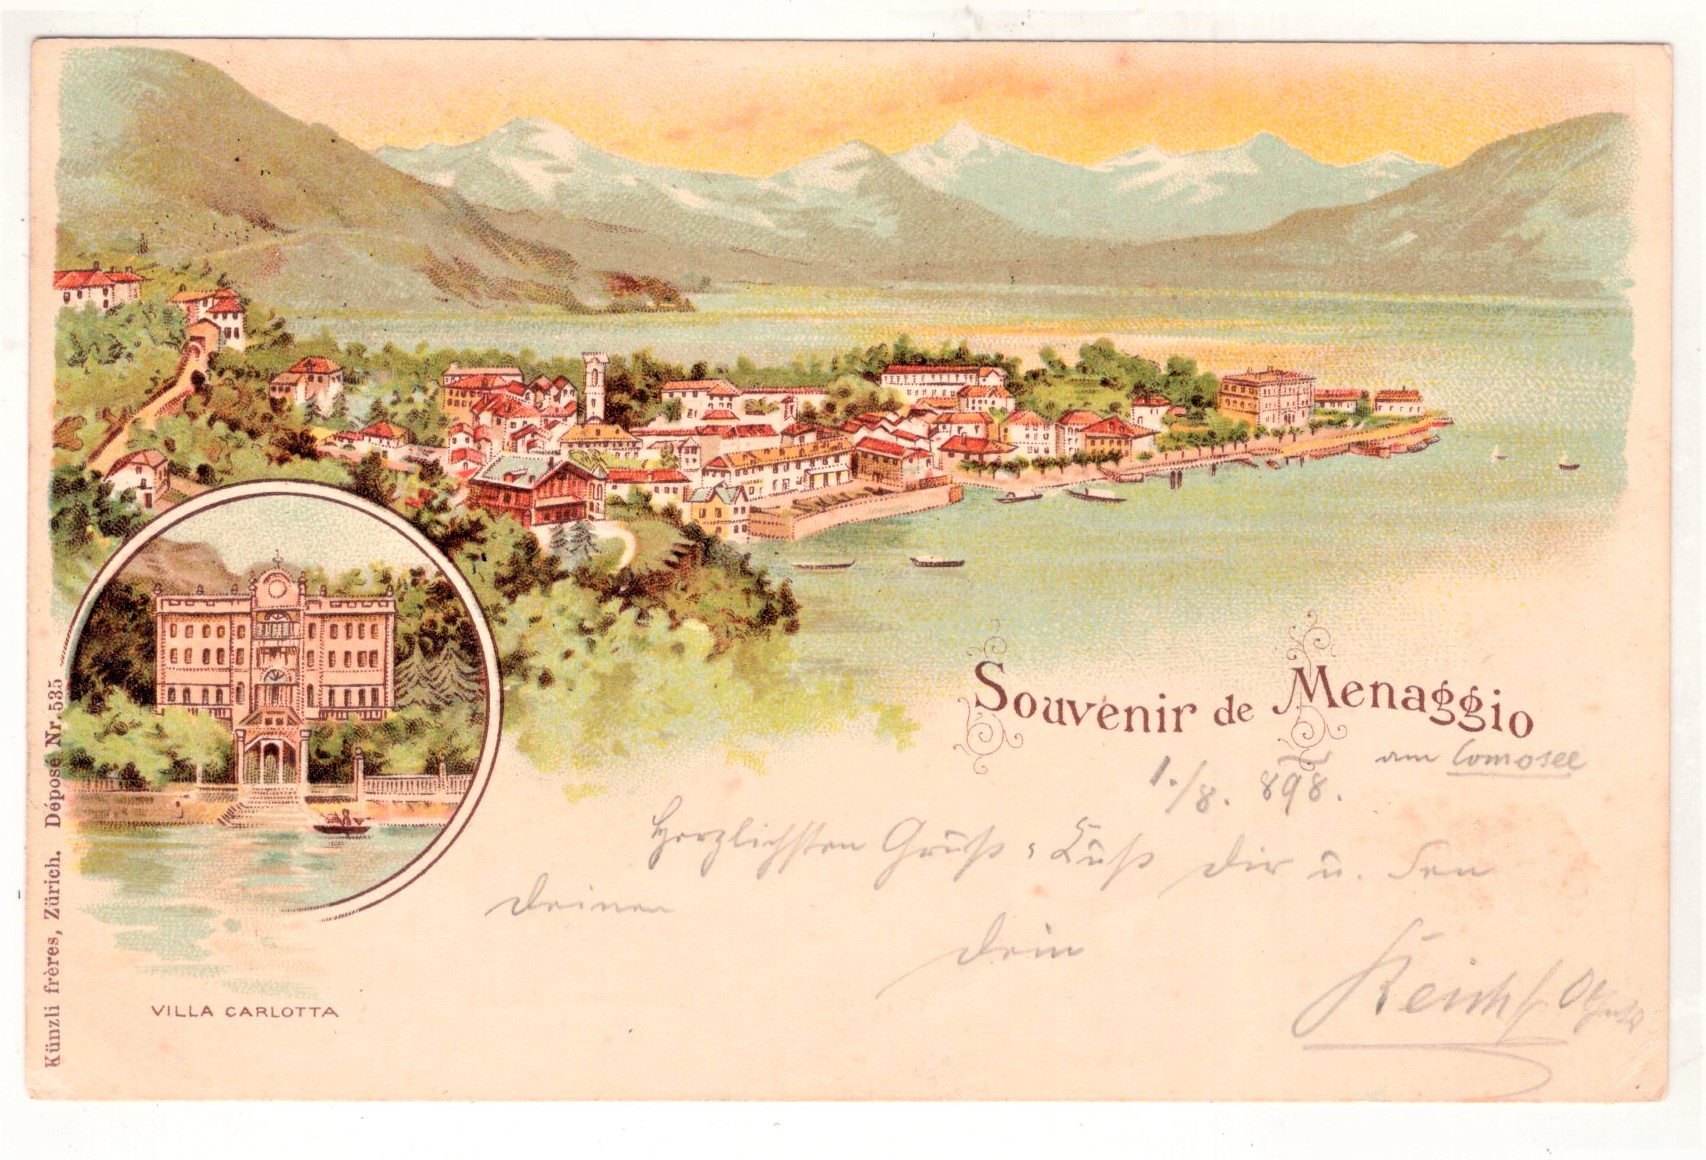 Souvenir de Menaggio
am Comosee
1./8. 898.
Herzlichsten Gruß & Kuß Dir u. den
Deinen
Dein
VILLA CARLOTTA
Künzli frères, Zürich. Déposé Nr. 535